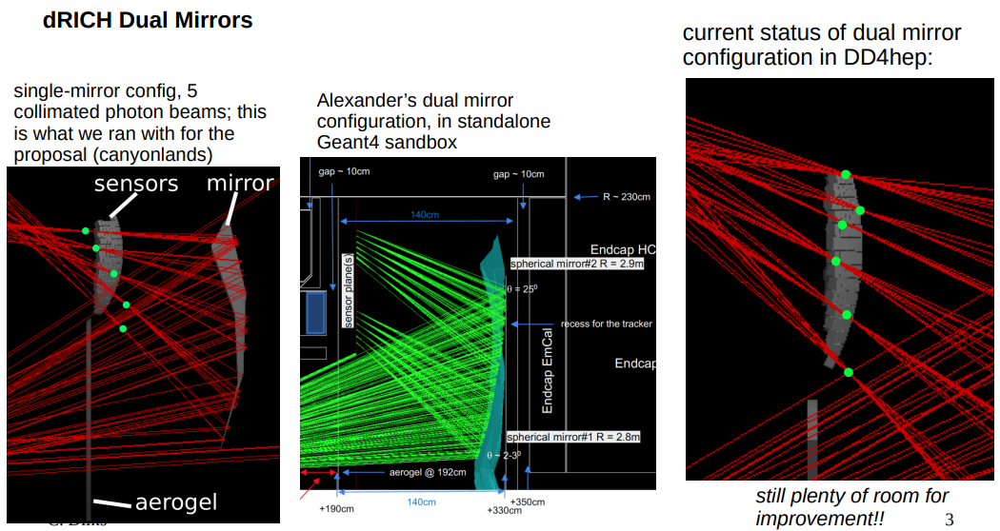 dRICH Dual Mirrors
single-mirror config, 5
collimated photon beams; this
is what we ran with for the
proposal (canyonlands)
sensors
mirror
aerogel
Alexander's dual mirror
configuration, in standalone
Geant4 sandbox
gap ~ 10cm
gap ~ 10cm
R ~ 230cm
140cm
Endcap HC
spherical mirror#2 R = 2.9m
sensor plane(s)
θ = 25⁰
recess for the tracker
Endcap EmCal
Endcap
spherical mirror#1 R = 2.8m
θ ~ 2-3⁰
aerogel @ 192cm
140cm
+190cm
+330cm
+350cm
current status of dual mirror
configuration in DD4hep:
still plenty of room for
improvement!!
3